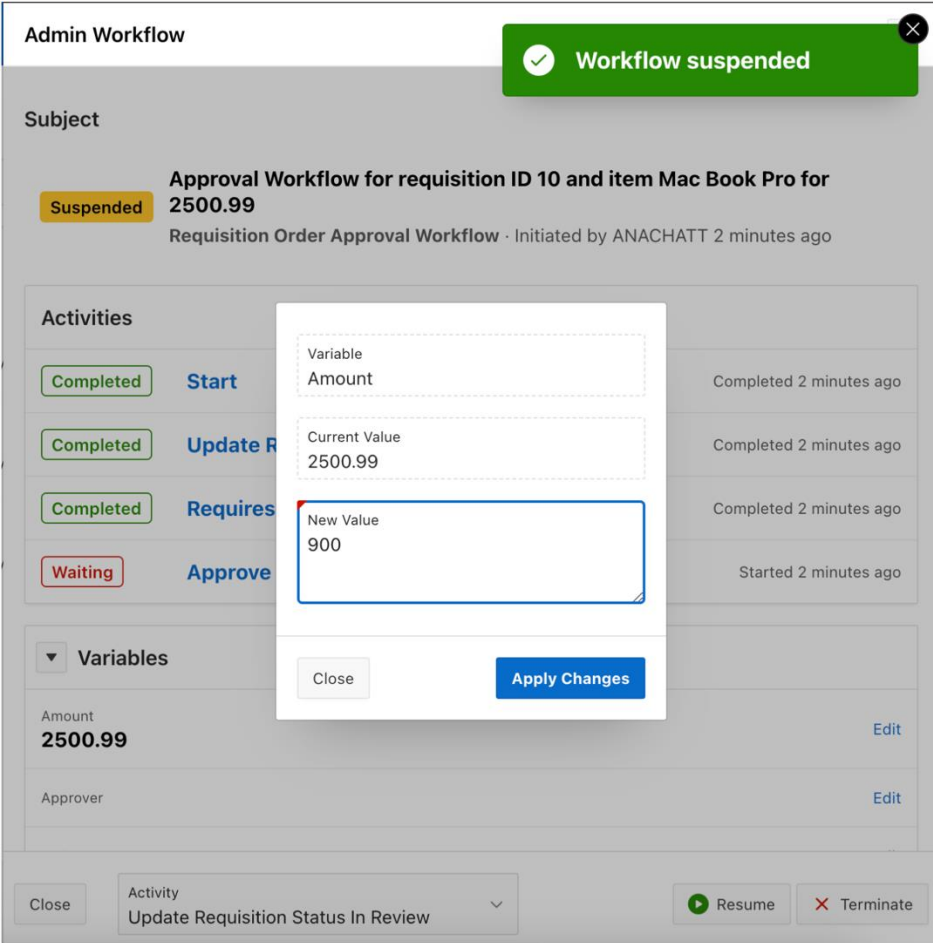 Admin Workflow
Workflow suspended
Subject
Suspended
Approval Workflow for requisition ID 10 and item Mac Book Pro for
2500.99
Requisition Order Approval Workflow · Initiated by ANACHATT 2 minutes ago
Activities
Completed Start Completed 2 minutes ago
Completed Update R Completed 2 minutes ago
Completed Requires Completed 2 minutes ago
Waiting Approve Started 2 minutes ago
Variable
Amount
Current Value
2500.99
New Value
900
Close Apply Changes
Variables
Amount
2500.99
Edit
Approver Edit
Close
Activity
Update Requisition Status In Review
Resume Terminate